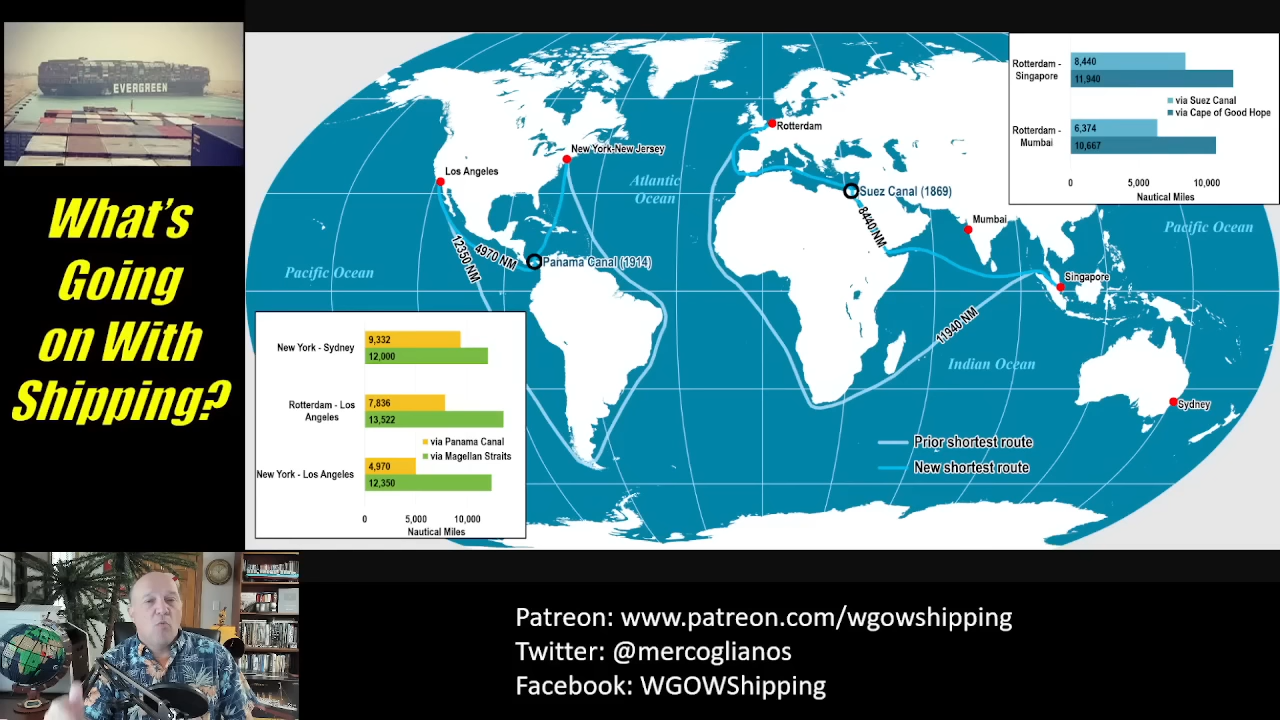 EVERGREEN
What's
Going
on With
Shipping?
Rotterdam
New York-New Jersey
Los Angeles
Atlantic
Ocean
Suez Canal (1869)
8440 NM
Mumbai
Pacific Ocean
Pacific Ocean
12350 NM
4970 NM
Panama Canal (1914)
Singapore
11940 NM
Indian Ocean
Sydney
Prior shortest route
New shortest route
Rotterdam -
Singapore
8,440
11,940
via Suez Canal
via Cape of Good Hope
Rotterdam -
Mumbai
6,374
10,667
0 5,000 10,000
Nautical Miles
New York - Sydney
9,332
12,000
Rotterdam - Los
Angeles
7,836
13,522
via Panama Canal
via Magellan Straits
New York - Los Angeles
4,970
12,350
0 5,000 10,000
Nautical Miles
Patreon: www.patreon.com/wgowshipping
Twitter: @mercoglianos
Facebook: WGOWShipping